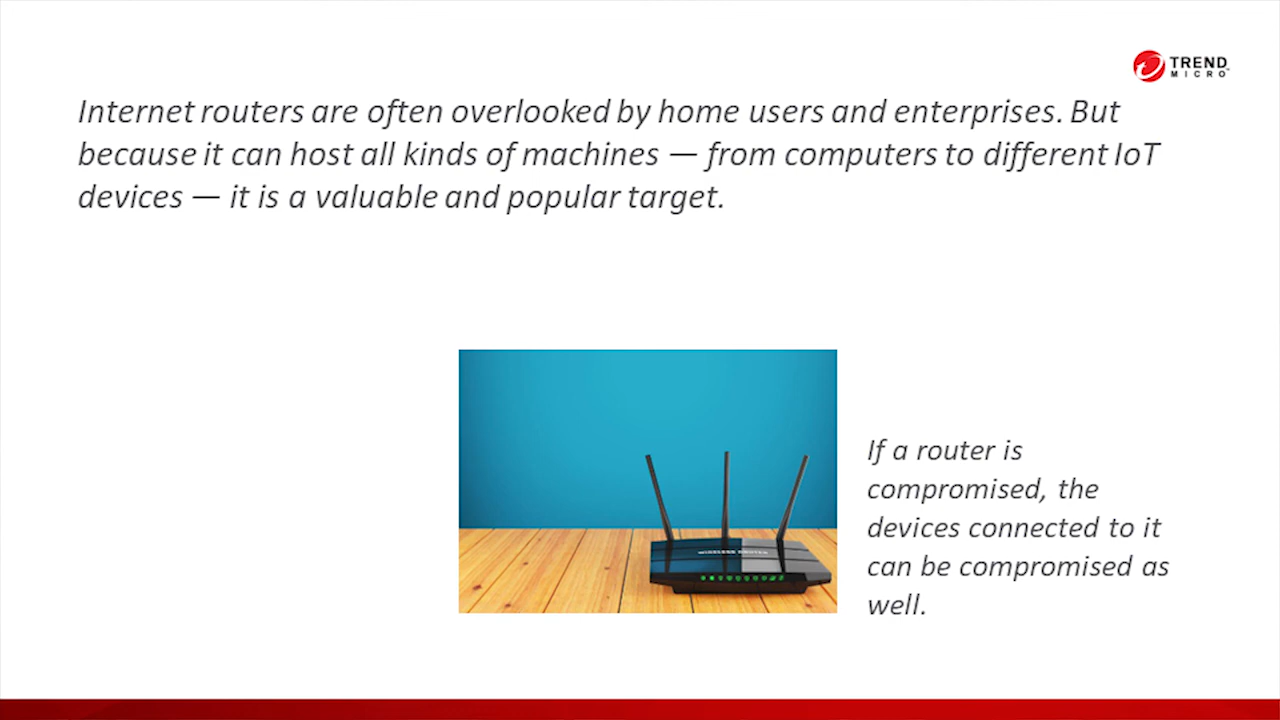 TREND
MICRO
Internet routers are often overlooked by home users and enterprises. But
because it can host all kinds of machines — from computers to different IoT
devices — it is a valuable and popular target.
WIRELESS ROUTER
If a router is
compromised, the
devices connected to it
can be compromised as
well.